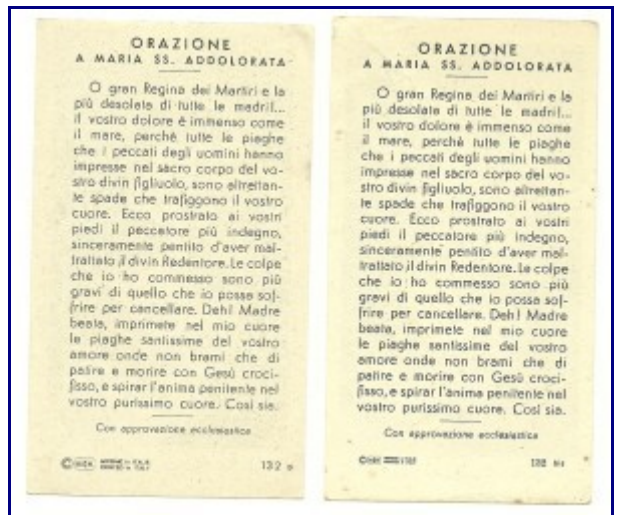 ORAZIONE
A MARIA SS. ADDOLORATA
O gran Regina dei Martiri e la
più desolata di tutte le madri!...
il vostro dolore è immenso come
il mare, perchè tutte le piaghe
che i peccati degli uomini hanno
impresse nel sacro corpo del vo-
stro divin figliuolo, sono altrettan-
te spade che trafiggono il vostro
cuore. Ecco prostrato ai vostri
piedi il peccatore più indegno,
sinceramente pentito d'aver mal-
trattato il divin Redentore. Le colpe
che io ho commesso sono più
gravi di quello che io possa sof-
frire per cancellare. Deh! Madre
beata, imprimete nel mio cuore
le piaghe santissime del vostro
amore onde non brami che di
patire e morire con Gesù croci-
fisso, e spirar l'anima penitente nel
vostro purissimo cuore. Così sia.
Con approvazione ecclesiastica
132
ORAZIONE
A MARIA SS. ADDOLORATA
O gran Regina dei Martiri e la
più desolata di tutte le madri!...
il vostro dolore è immenso come
il mare, perchè tutte le piaghe
che i peccati degli uomini hanno
impresse nel sacro corpo del vo-
stro divin figliuolo, sono altrettan-
te spade che trafiggono il vostro
cuore. Ecco prostrato ai vostri
piedi il peccatore più indegno,
sinceramente pentito d'aver mal-
trattato il divin Redentore. Le colpe
che io ho commesso sono più
gravi di quello che io possa sof-
frire per cancellare. Deh! Madre
beata, imprimete nel mio cuore
le piaghe santissime del vostro
amore onde non brami che di
patire e morire con Gesù croci-
fisso, e spirar l'anima penitente nel
vostro purissimo cuore. Così sia.
Con approvazione ecclesiastica